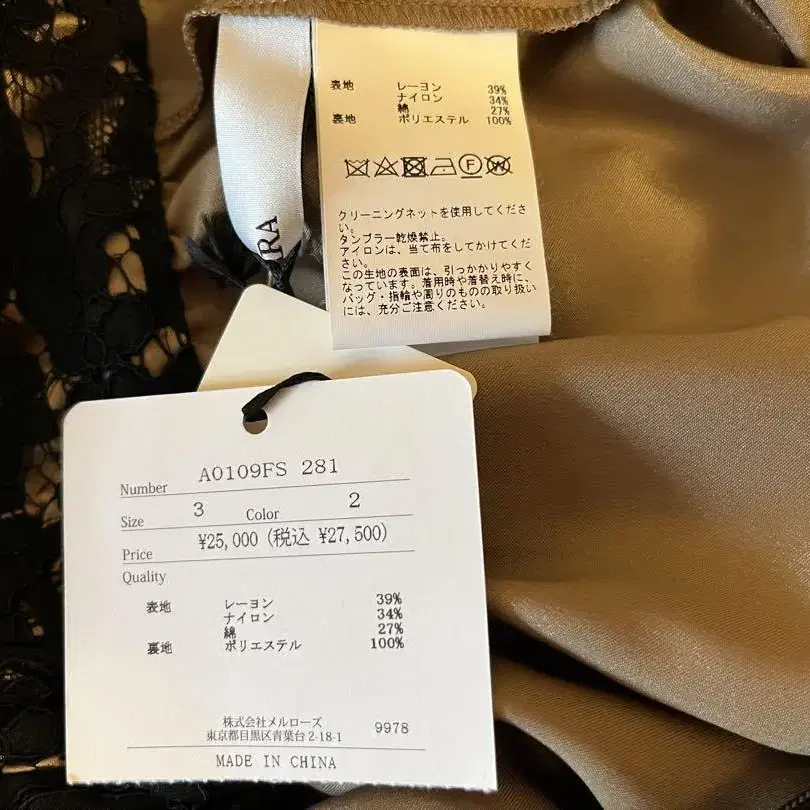 表地 レーヨン 39%
ナイロン 34%
綿 27%
裏地 ポリエステル 100%
F W
クリーニングネットを使用してくださ
い。
タンブラー乾燥禁止。
アイロンは、当て布をしてかけてくだ
さい。
この生地の表面は、引っかかりやすく
なっています。着用時や着替え時に、
バッグ・指輪や周りのものの取り扱い
には、充分ご注意ください。
RA
Number A0109FS 281
Size 3 Color 2
Price ¥25,000 (税込 ¥27,500)
Quality
表地 レーヨン 39%
ナイロン 34%
綿 27%
裏地 ポリエステル 100%
株式会社メルローズ
東京都目黒区青葉台2-18-1 9978
MADE IN CHINA